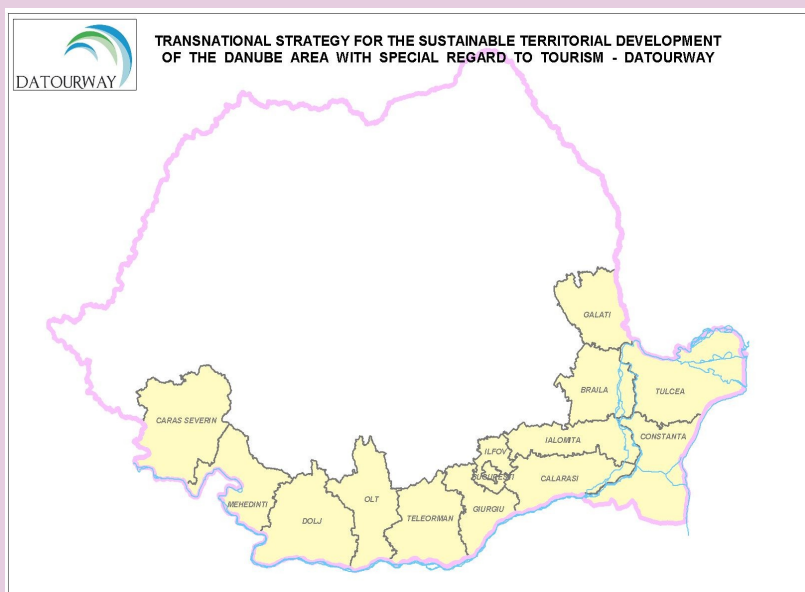 TRANSNATIONAL STRATEGY FOR THE SUSTAINABLE TERRITORIAL DEVELOPMENT
OF THE DANUBE AREA WITH SPECIAL REGARD TO TOURISM - DATOURWAY
DATOURWAY
GALATI
BRAILA
TULCEA
CARAS SEVERIN
CONSTANTA
IALOMITA
ILFOV
BUCURESTI
CALARASI
MEHEDINTI
OLT
GIURGIU
TELEORMAN
DOLJ